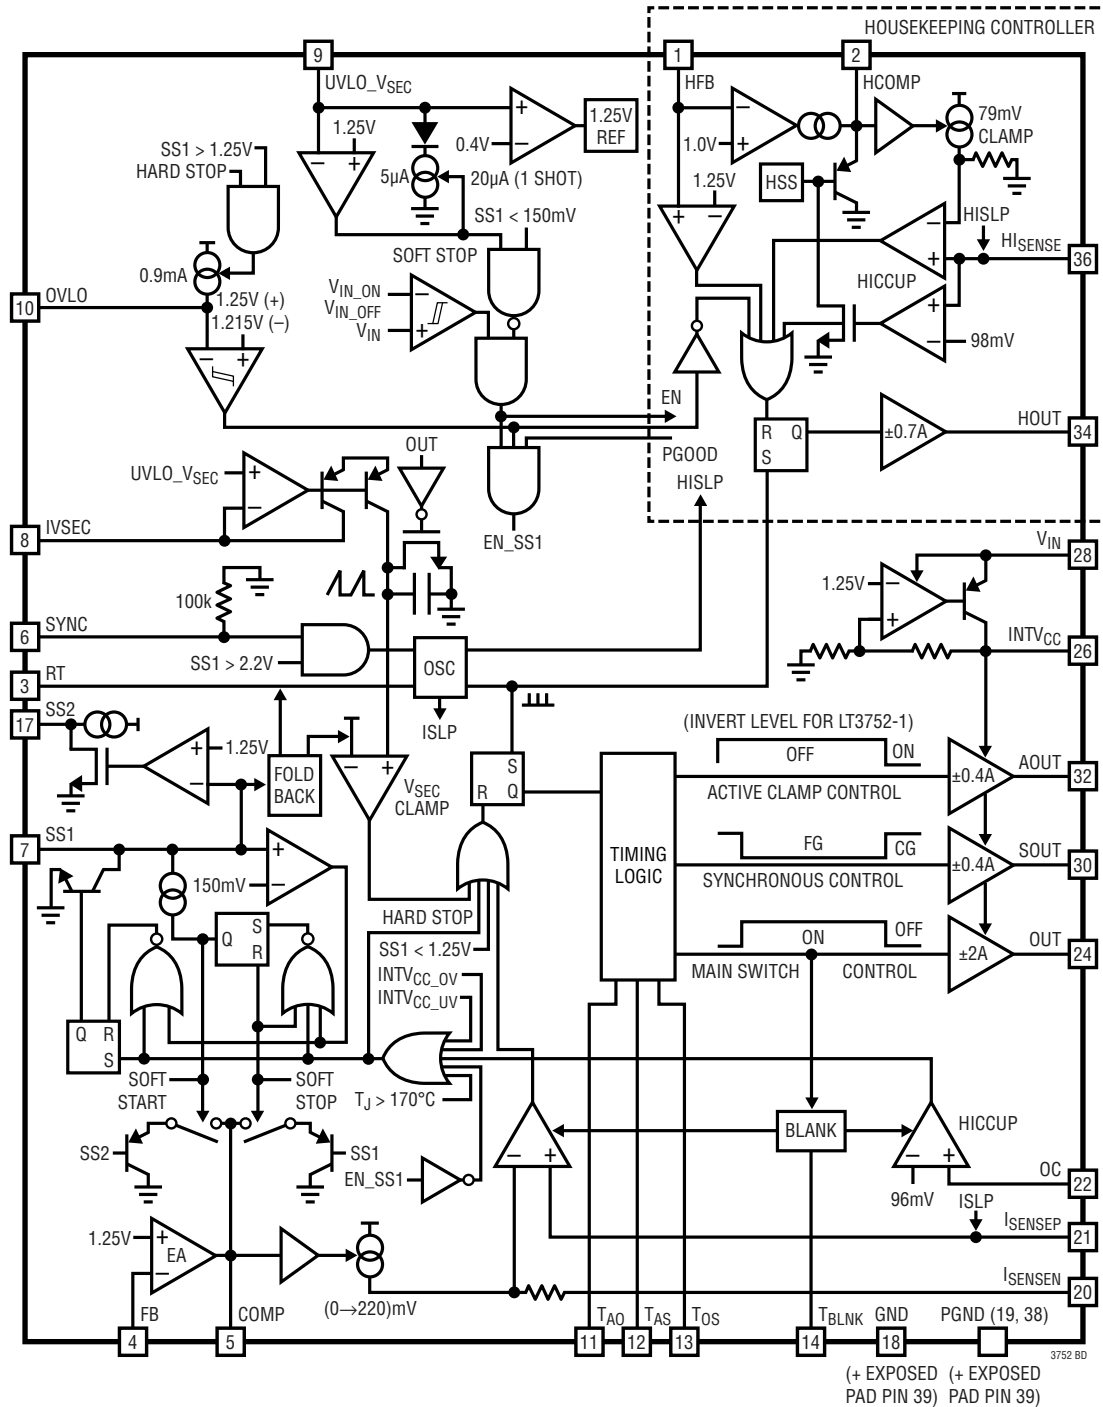 HOUSEKEEPING CONTROLLER
9
1
2
UVLO_VSEC
HFB
HCOMP
1.25V
0.4V
1.25V
REF
1.0V
79mV
CLAMP
SS1 > 1.25V
HARD STOP
5µA
20µA (1 SHOT)
HSS
1.25V
SS1 < 150mV
HISLP
HISENSE
36
SOFT STOP
0.9mA
HICCUP
10
OVLO
1.25V (+)
1.215V (–)
VIN_ON
VIN_OFF
VIN
98mV
EN
HOUT
34
R
Q
S
±0.7A
OUT
PGOOD
HISLP
UVLO_VSEC
8
IVSEC
EN_SS1
VIN
28
1.25V
100k
6
SYNC
INTVCC
26
SS1 > 2.2V
OSC
3
RT
17
SS2
ISLP
(INVERT LEVEL FOR LT3752-1)
OFF
ON
1.25V
FOLD
BACK
VSEC
CLAMP
S
R
Q
±0.4A
AOUT
32
ACTIVE CLAMP CONTROL
7
SS1
FG
CG
TIMING
LOGIC
±0.4A
SOUT
30
SYNCHRONOUS CONTROL
150mV
HARD STOP
S
Q
R
SS1 < 1.25V
ON
OFF
±2A
OUT
24
MAIN SWITCH
CONTROL
INTVCC_OV
INTVCC_UV
Q
R
S
SOFT
START
SOFT
STOP
TJ > 170°C
BLANK
HICCUP
SS2
SS1
EN_SS1
96mV
OC
22
ISLP
ISENSEP
21
1.25V
EA
ISENSEN
20
(0→220)mV
FB
COMP
TAO
TAS
TOS
TBLNK
GND
PGND (19, 38)
4
5
11
12
13
14
18
3752 BD
(+ EXPOSED
PAD PIN 39)
(+ EXPOSED
PAD PIN 39)